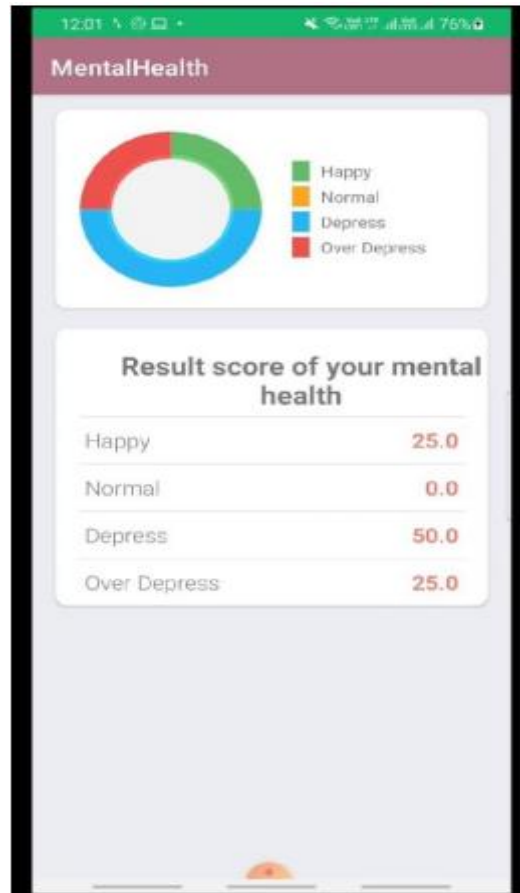 12:01
76%
MentalHealth
Happy
Normal
Depress
Over Depress
Result score of your mental
health
Happy 25.0
Normal 0.0
Depress 50.0
Over Depress 25.0